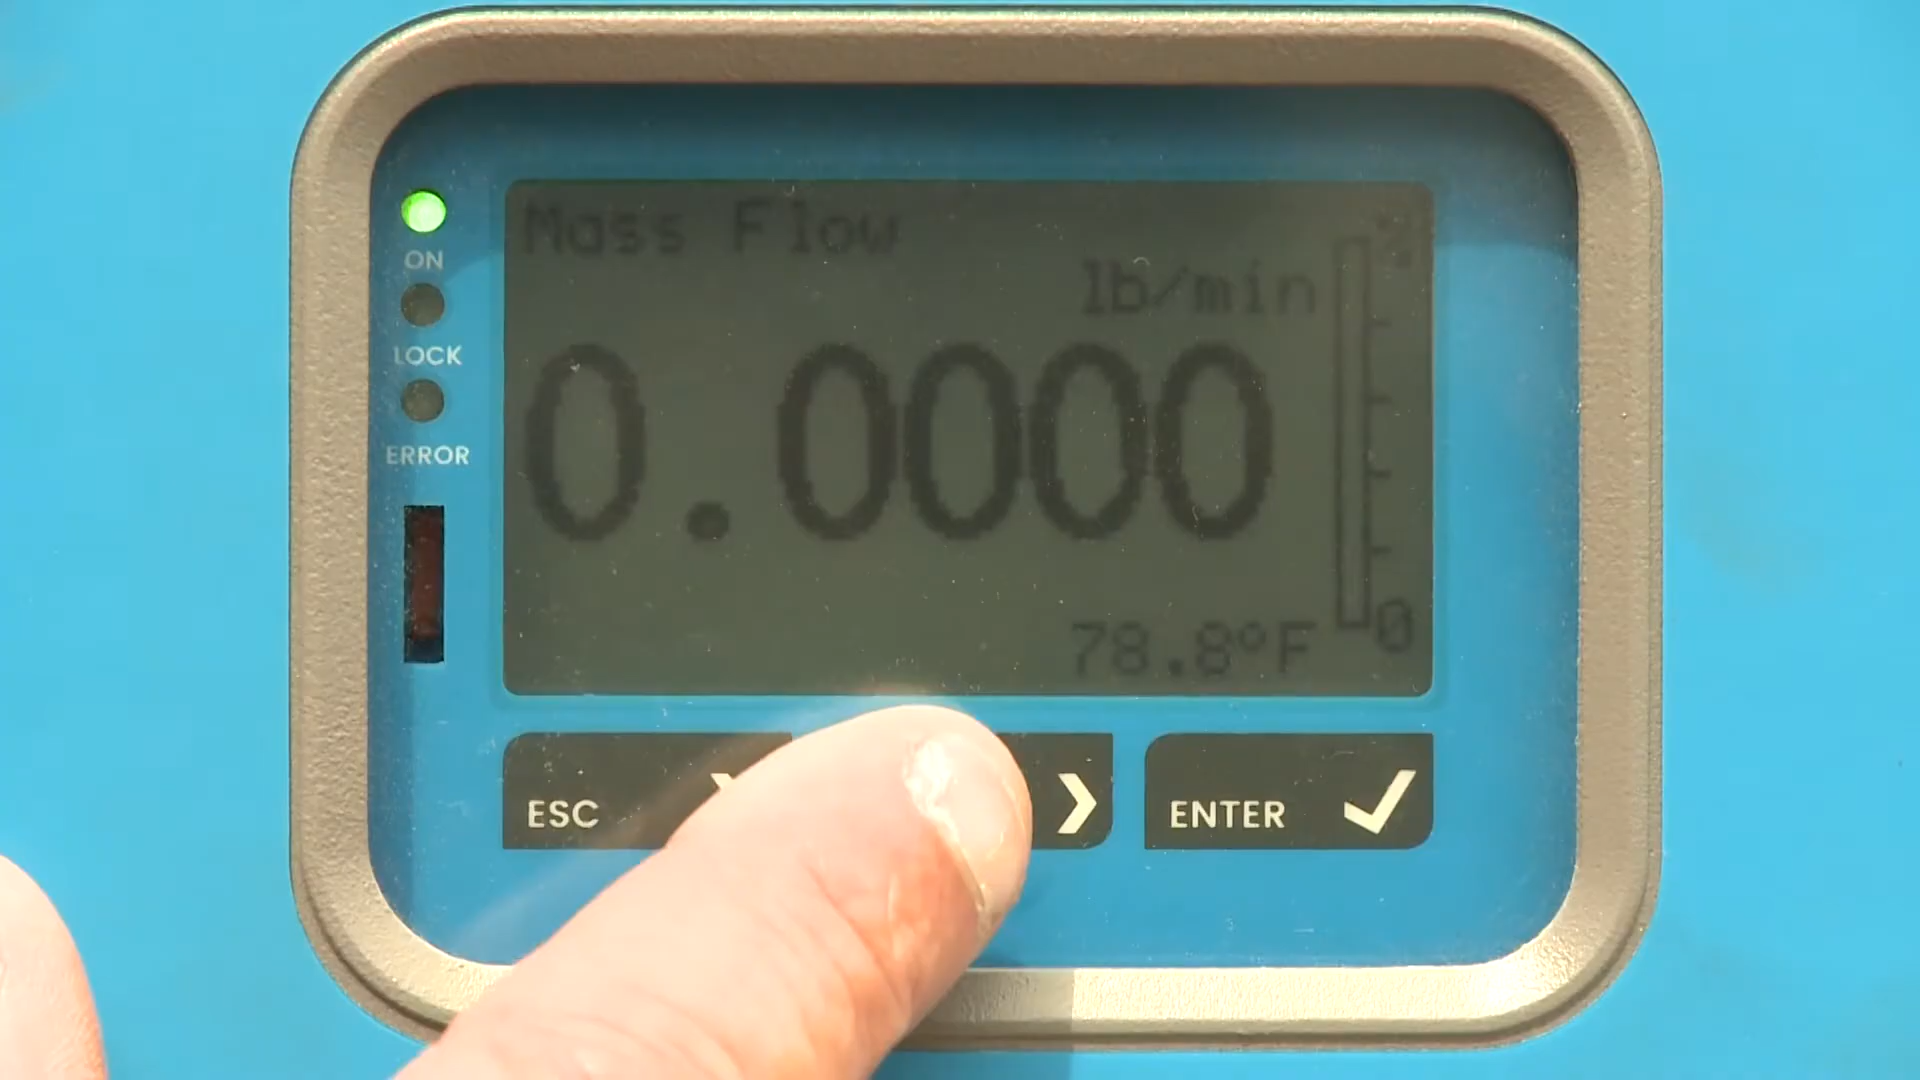 Mass Flow
lb/min
0.0000
78.8°F
0
ON
LOCK
ERROR
ESC
ENTER